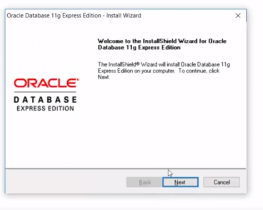 Oracle Database 11g Express Edition - Install Wizard
Welcome to the InstallShield Wizard for Oracle
Database 11g Express Edition
The InstallShield® Wizard will install Oracle Database 11g
Express Edition on your computer. To continue, click
Next.
ORACLE®
DATABASE
EXPRESS EDITION
Back
Next
Cancel